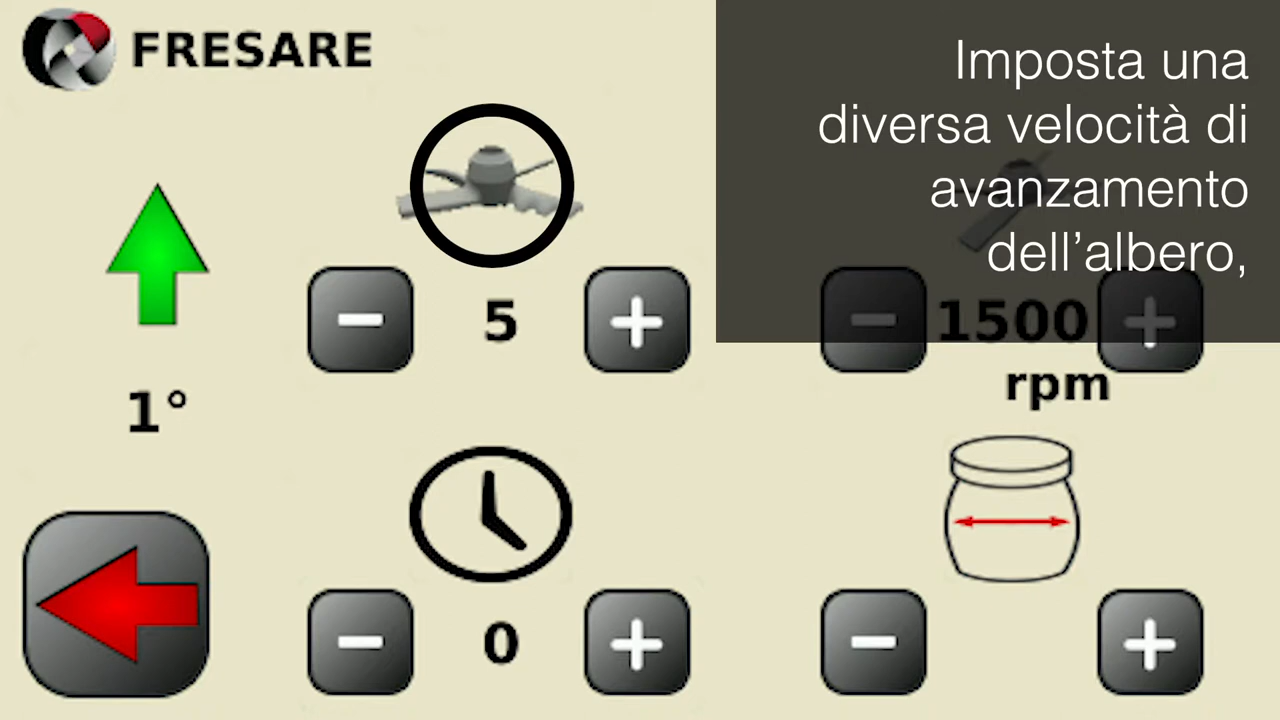 FRESARE
Imposta una
diversa velocità di
avanzamento
dell’albero,
5
1500
rpm
1°
0